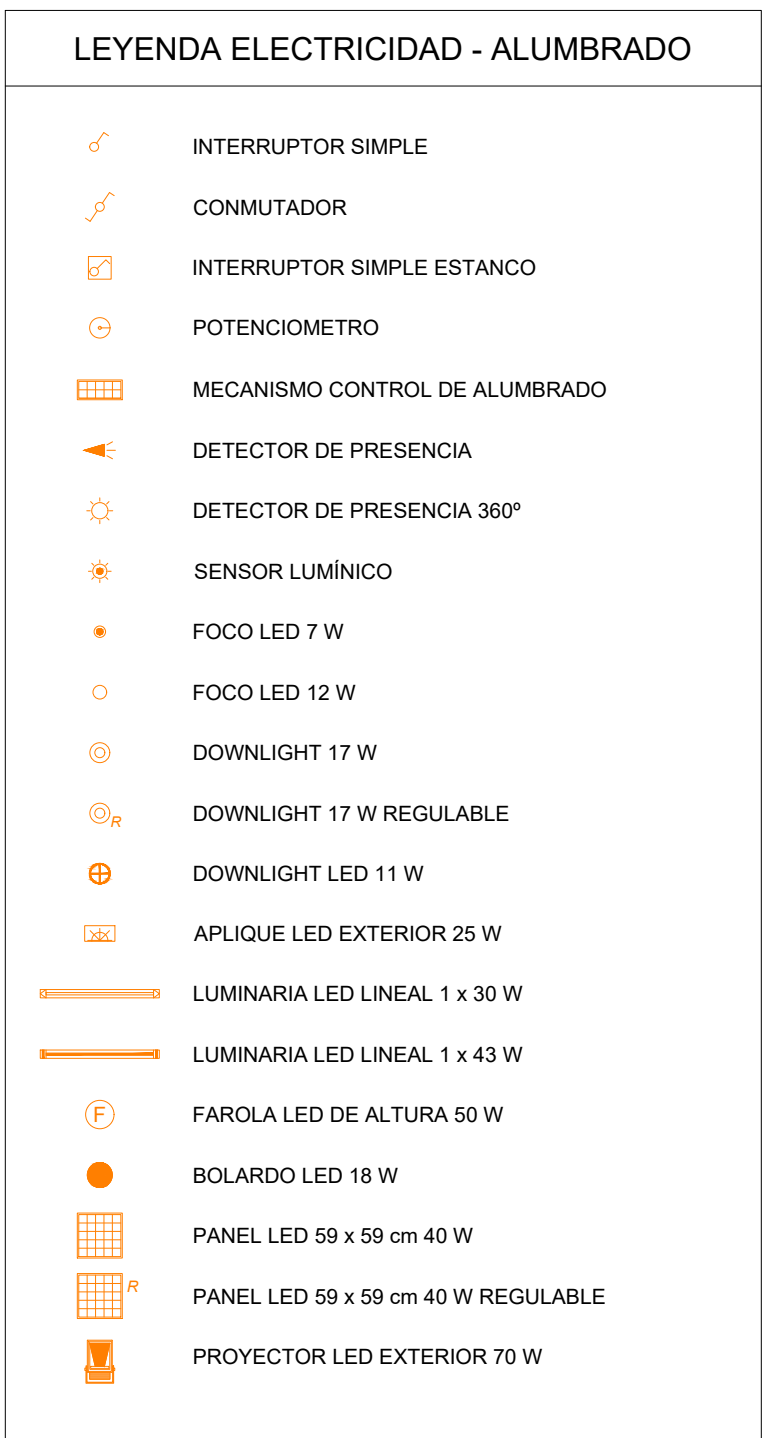 LEYENDA ELECTRICIDAD - ALUMBRADO
INTERRUPTOR SIMPLE
CONMUTADOR
INTERRUPTOR SIMPLE ESTANCO
POTENCIOMETRO
MECANISMO CONTROL DE ALUMBRADO
DETECTOR DE PRESENCIA
DETECTOR DE PRESENCIA 360º
SENSOR LUMÍNICO
FOCO LED 7 W
FOCO LED 12 W
DOWNLIGHT 17 W
R DOWNLIGHT 17 W REGULABLE
DOWNLIGHT LED 11 W
APLIQUE LED EXTERIOR 25 W
LUMINARIA LED LINEAL 1 x 30 W
LUMINARIA LED LINEAL 1 x 43 W
F FAROLA LED DE ALTURA 50 W
BOLARDO LED 18 W
PANEL LED 59 x 59 cm 40 W
R PANEL LED 59 x 59 cm 40 W REGULABLE
PROYECTOR LED EXTERIOR 70 W